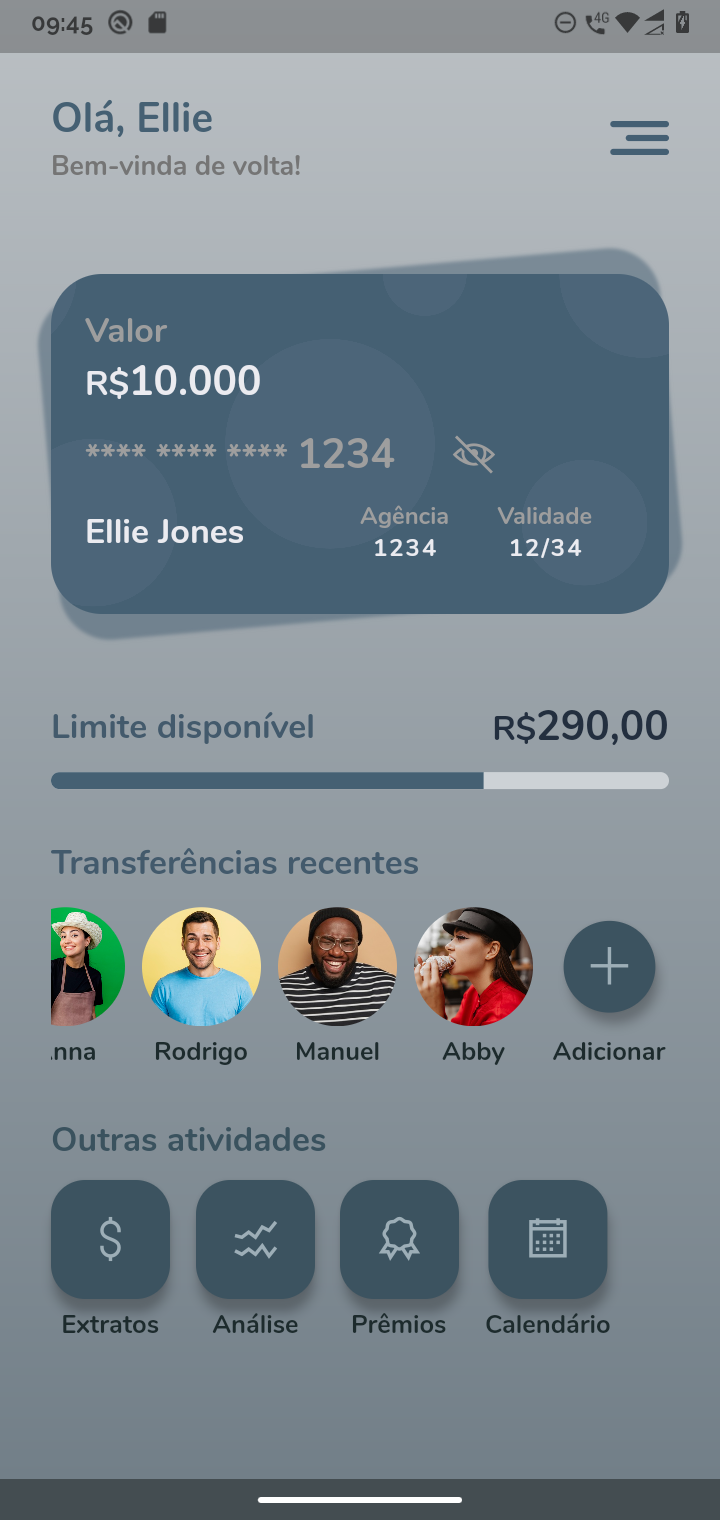 09:45
4G
Olá, Ellie
Bem-vinda de volta!
Valor
R$10.000
**** **** **** 1234
Agência
Validade
Ellie Jones
1234
12/34
Limite disponível
R$290,00
Transferências recentes
nna
Rodrigo
Manuel
Abby
Adicionar
Outras atividades
Extratos
Análise
Prêmios
Calendário